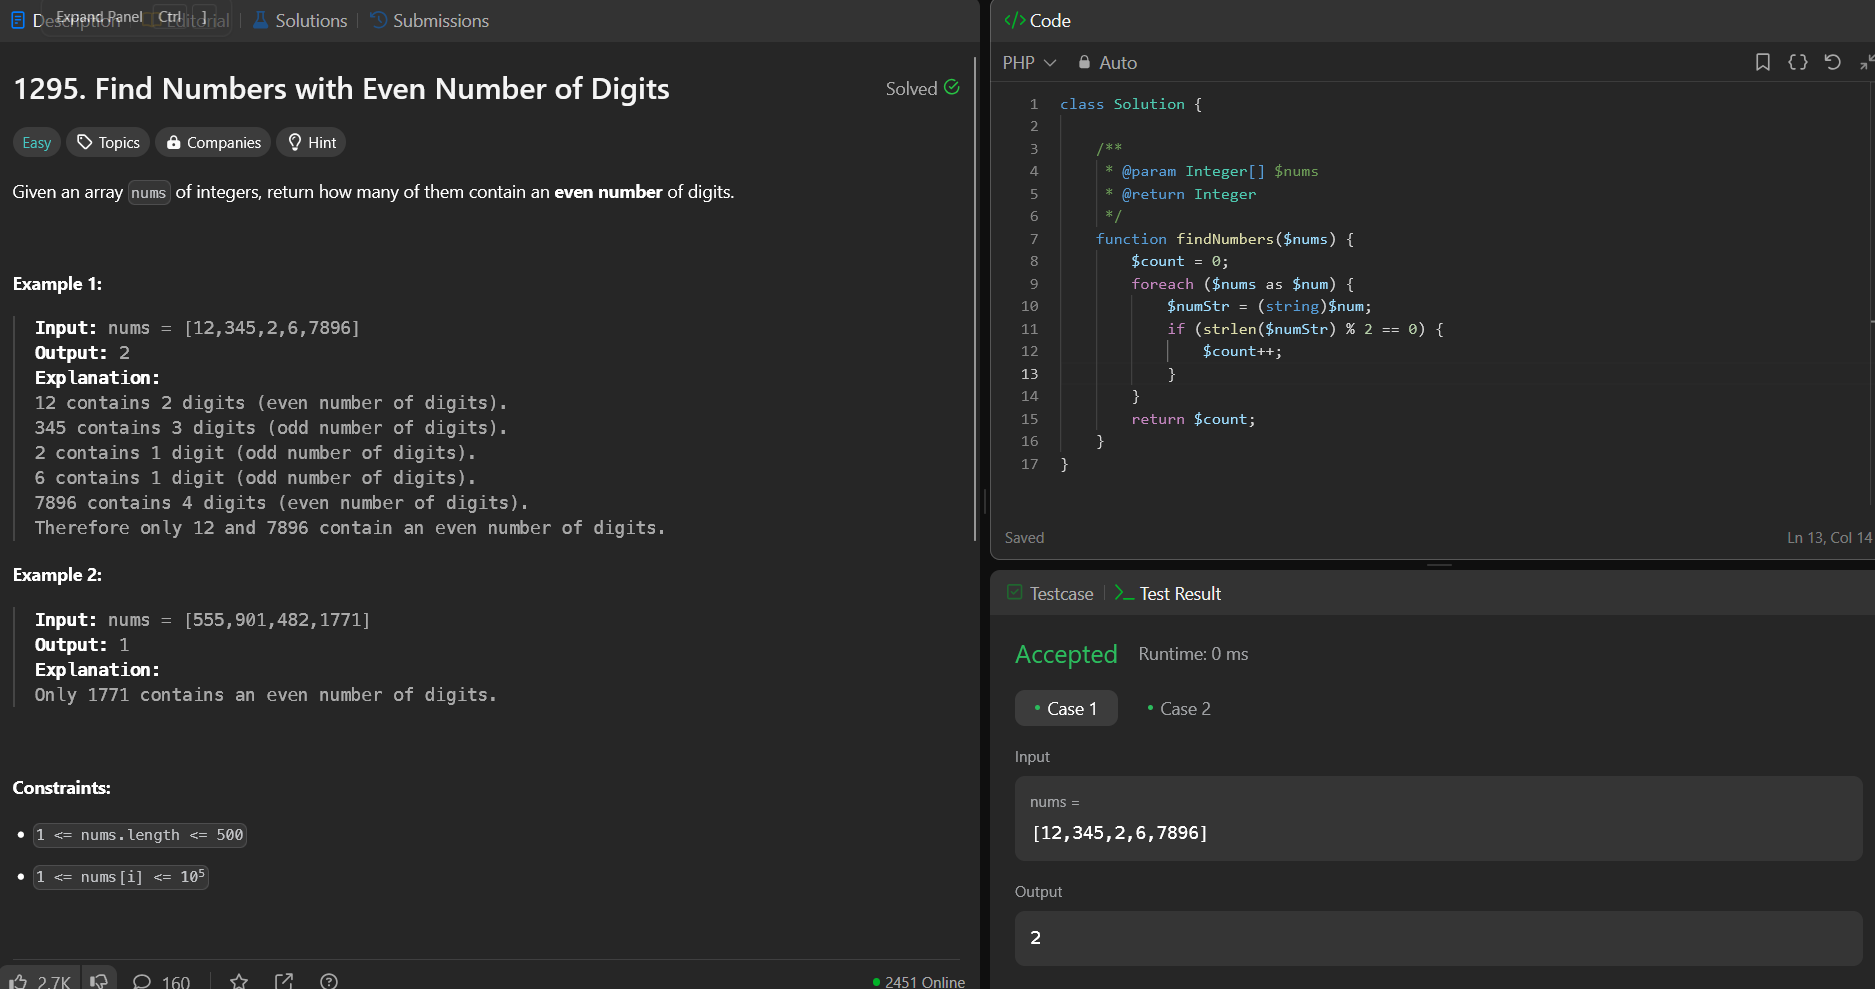 Description Expand Panel Ctrl ] Editorial | Solutions | Submissions
1295. Find Numbers with Even Number of Digits
Solved
Easy Topics Companies Hint
Given an array nums of integers, return how many of them contain an even number of digits.
Example 1:
Input: nums = [12,345,2,6,7896]
Output: 2
Explanation:
12 contains 2 digits (even number of digits).
345 contains 3 digits (odd number of digits).
2 contains 1 digit (odd number of digits).
6 contains 1 digit (odd number of digits).
7896 contains 4 digits (even number of digits).
Therefore only 12 and 7896 contain an even number of digits.
Example 2:
Input: nums = [555,901,482,1771]
Output: 1
Explanation:
Only 1771 contains an even number of digits.
Constraints:
• 1 <= nums.length <= 500
• 1 <= nums[i] <= 10⁵
2.7K 160
2451 Online
</> Code
PHP Auto
1 class Solution {
2
3 /**
4 * @param Integer[] $nums
5 * @return Integer
6 */
7 function findNumbers($nums) {
8 $count = 0;
9 foreach ($nums as $num) {
10 $numStr = (string)$num;
11 if (strlen($numStr) % 2 == 0) {
12 $count++;
13 }
14 }
15 return $count;
16 }
17 }
Saved
Ln 13, Col 14
Testcase | >_ Test Result
Accepted Runtime: 0 ms
• Case 1 • Case 2
Input
nums =
[12,345,2,6,7896]
Output
2